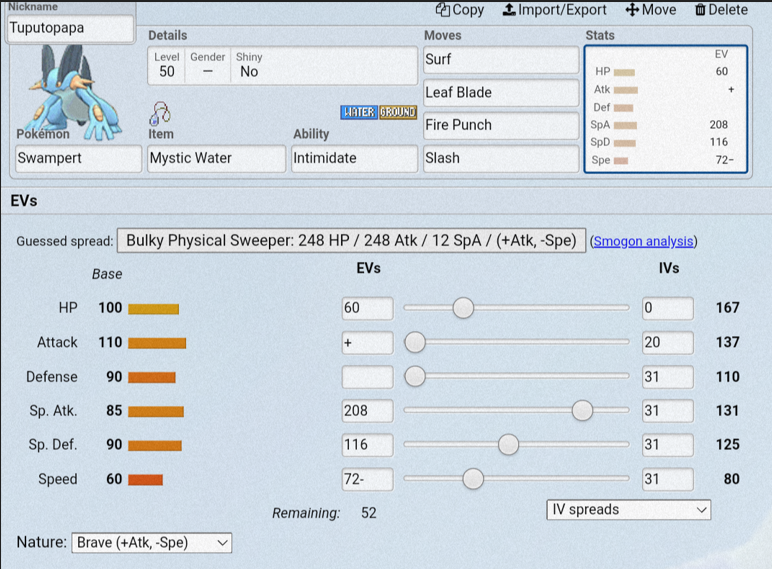 Nickname
Copy Import/Export Move Delete
Tuputopapa
Details
Moves
Stats
Level Gender Shiny
50 — No
Surf
Leaf Blade
Fire Punch
Slash
EV
HP 60
Atk +
Def
SpA 208
SpD 116
Spe 72-
WATER GROUND
Pokémon
Item
Ability
Swampert
Mystic Water
Intimidate
EVs
Guessed spread: Bulky Physical Sweeper: 248 HP / 248 Atk / 12 SpA / (+Atk, -Spe) (Smogon analysis)
Base EVs IVs
HP 100 60 0 167
Attack 110 + 20 137
Defense 90 31 110
Sp. Atk. 85 208 31 131
Sp. Def. 90 116 31 125
Speed 60 72- 31 80
Remaining: 52 IV spreads
Nature: Brave (+Atk, -Spe)